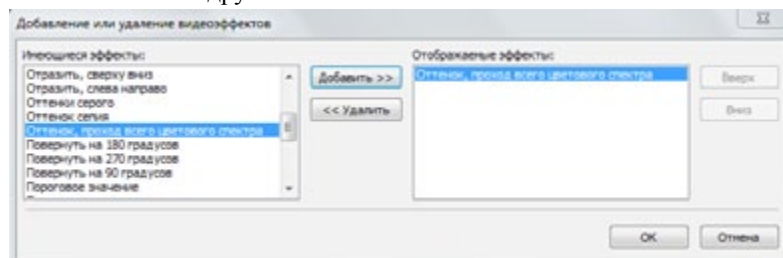 Добавление или удаление видеоэффектов
Имеющиеся эффекты:
Отразить, сверху вниз
Отразить, слева направо
Оттенки серого
Оттенок сепия
Оттенок, проход всего цветового спектра
Повернуть на 180 градусов
Повернуть на 270 градусов
Повернуть на 90 градусов
Пороговое значение
Добавить >>
<< Удалить
Отображаемые эффекты:
Оттенок, проход всего цветового спектра
Вверх
Вниз
ОК
Отмена